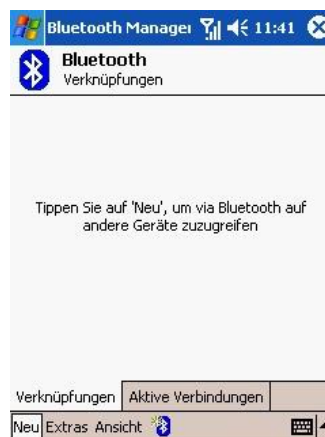 Bluetooth Manager 11:41
Bluetooth
Verknüpfungen
Tippen Sie auf 'Neu', um via Bluetooth auf
andere Geräte zuzugreifen
Verknüpfungen Aktive Verbindungen
Neu Extras Ansicht